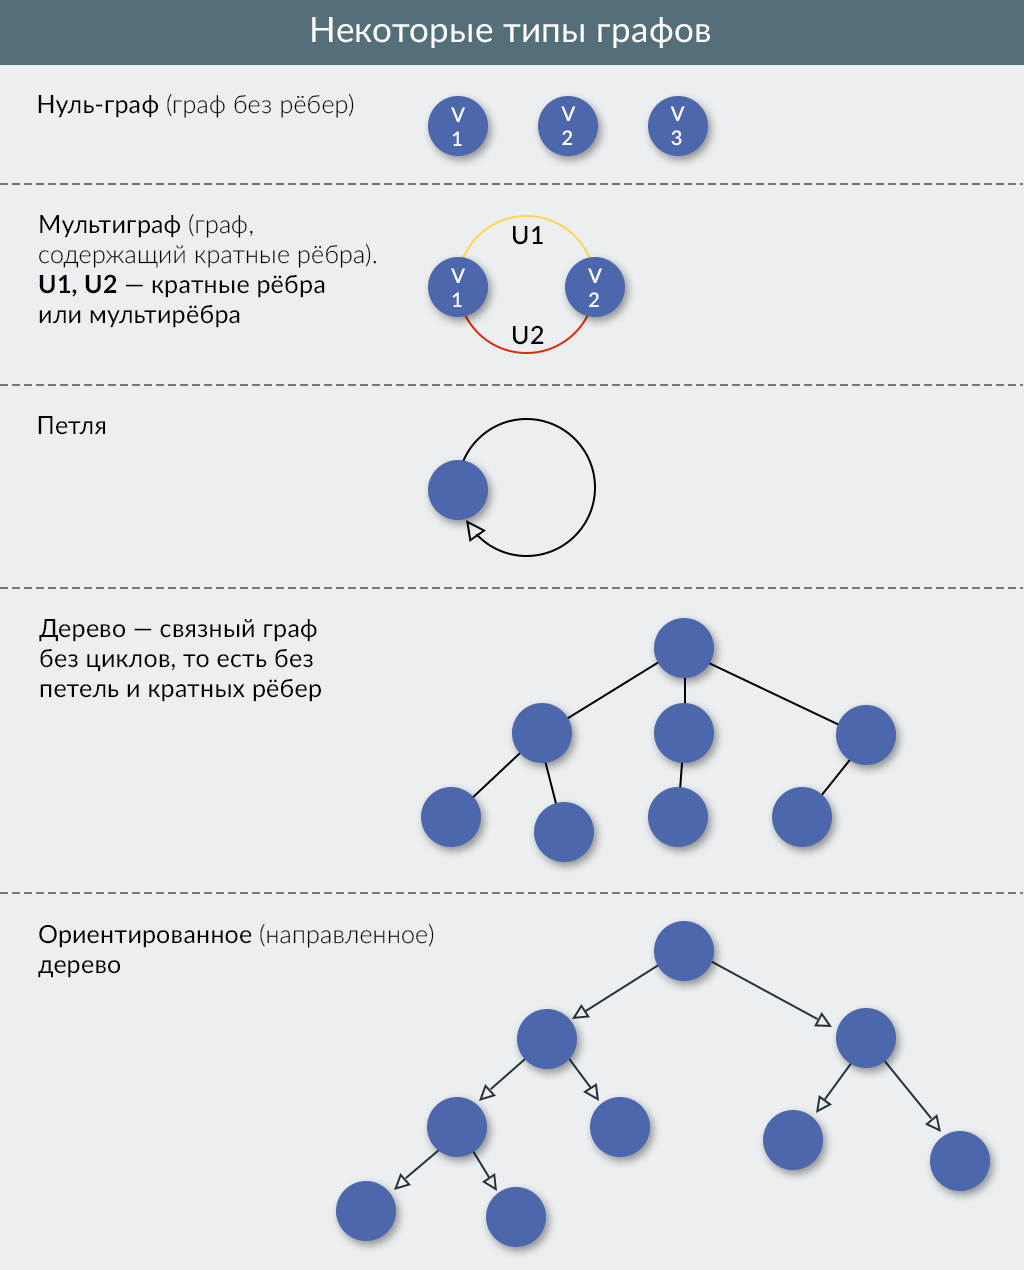 Некоторые типы графов
Нуль-граф (граф без рёбер)
V
1
V
2
V
3
Мультиграф (граф,
содержащий кратные рёбра).
U1, U2 — кратные рёбра
или мультирёбра
U1
V
1
V
2
U2
Петля
Дерево — связный граф
без циклов, то есть без
петель и кратных рёбер
Ориентированное (направленное)
дерево